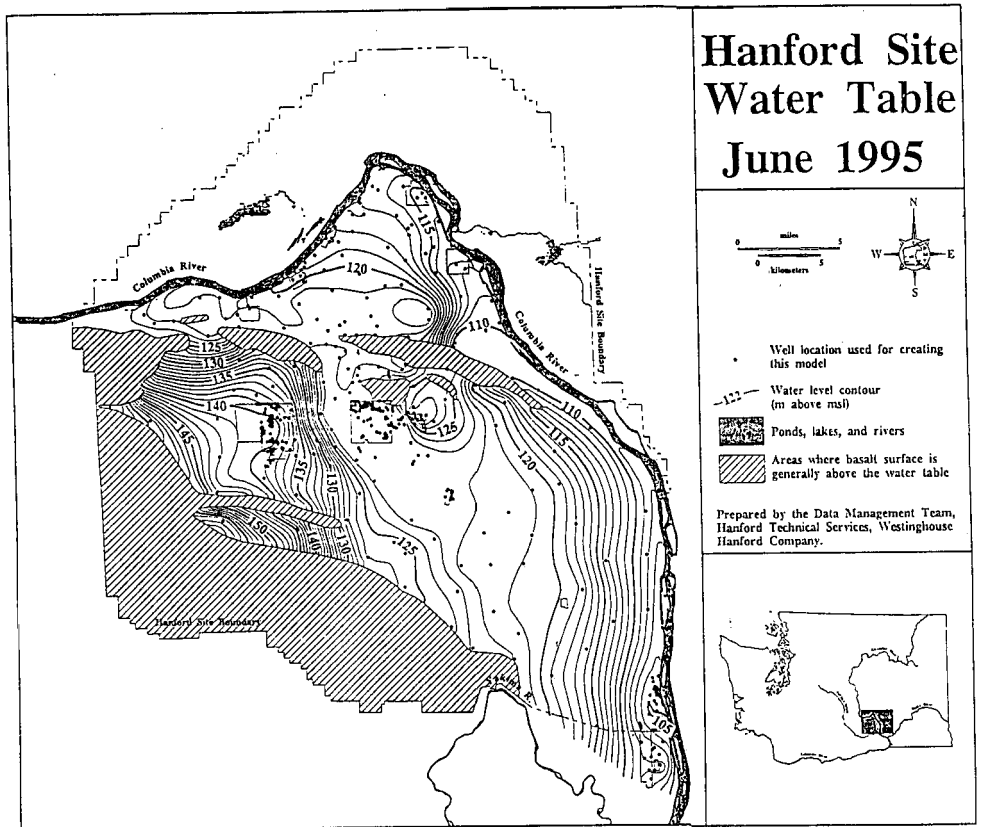 Hanford Site
Water Table
June 1995
N
W
E
S
miles
0 5
0 5
kilometers
Well location used for creating
this model
122
Water level contour
(m above msl)
Ponds, lakes, and rivers
Areas where basalt surface is
generally above the water table
Prepared by the Data Management Team,
Hanford Technical Services, Westinghouse
Hanford Company.
Columbia River
Columbia River
Hanford Site Boundary
Hanford Site Boundary
Yakima R.
115
120
110
125
130
135
140
145
125
110
115
120
135
130
150
140
130
125
105